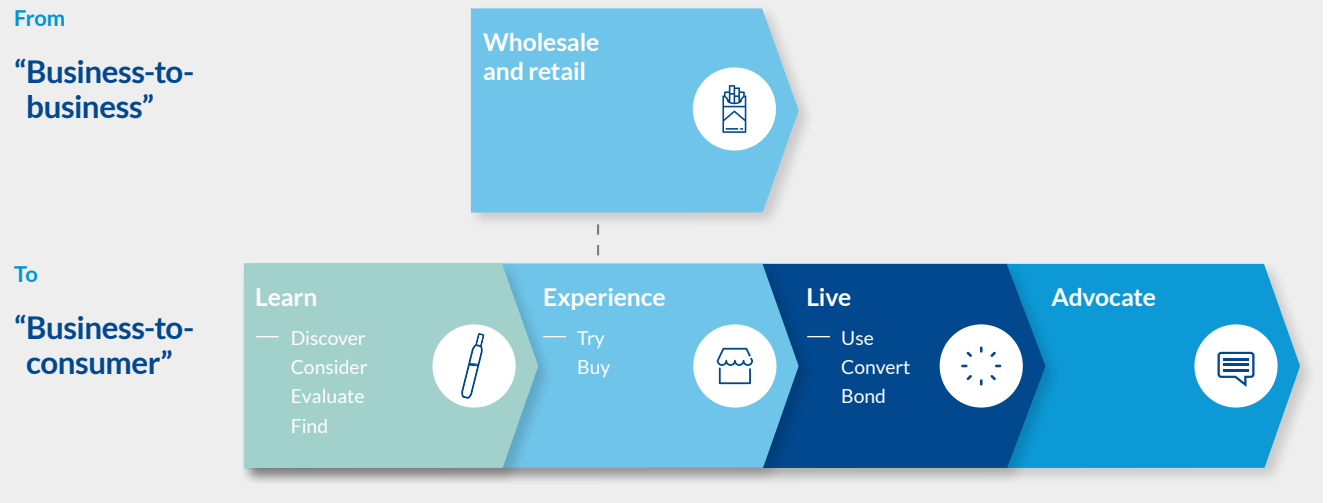 From
“Business-to-
business”
Wholesale
and retail
To
“Business-to-
consumer”
Learn
— Discover
Consider
Evaluate
Find
Experience
— Try
Buy
Live
— Use
Convert
Bond
Advocate